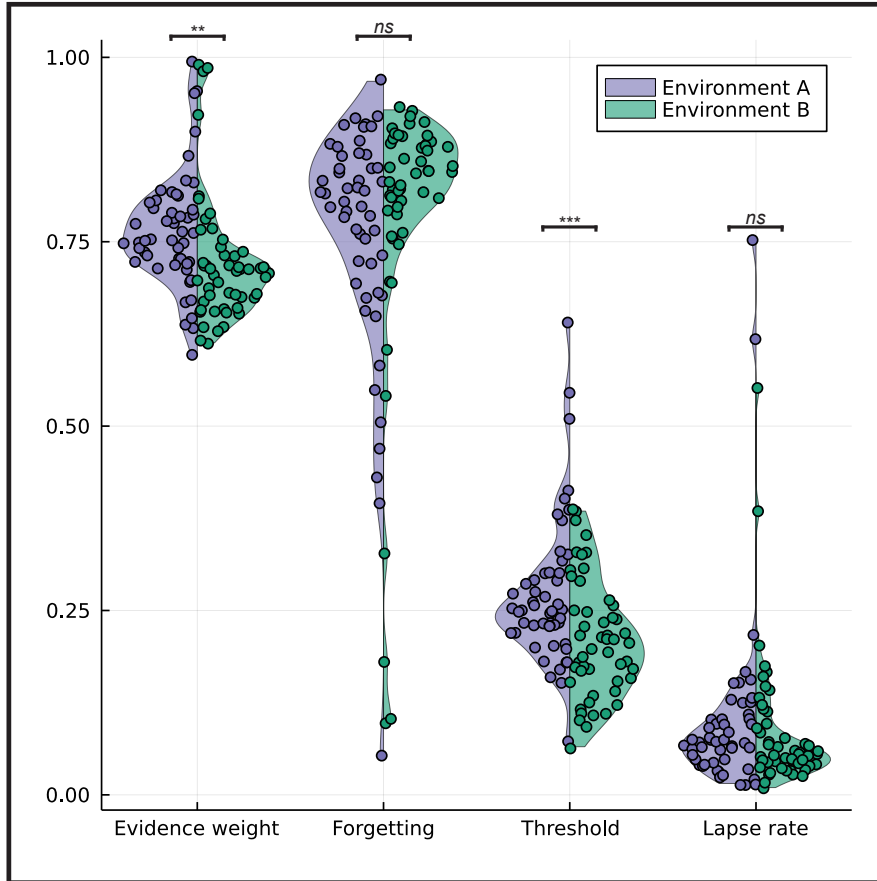 ** ns
1.00
Environment A
Environment B
0.75
*** ns
0.50
0.25
0.00
Evidence weight Forgetting Threshold Lapse rate